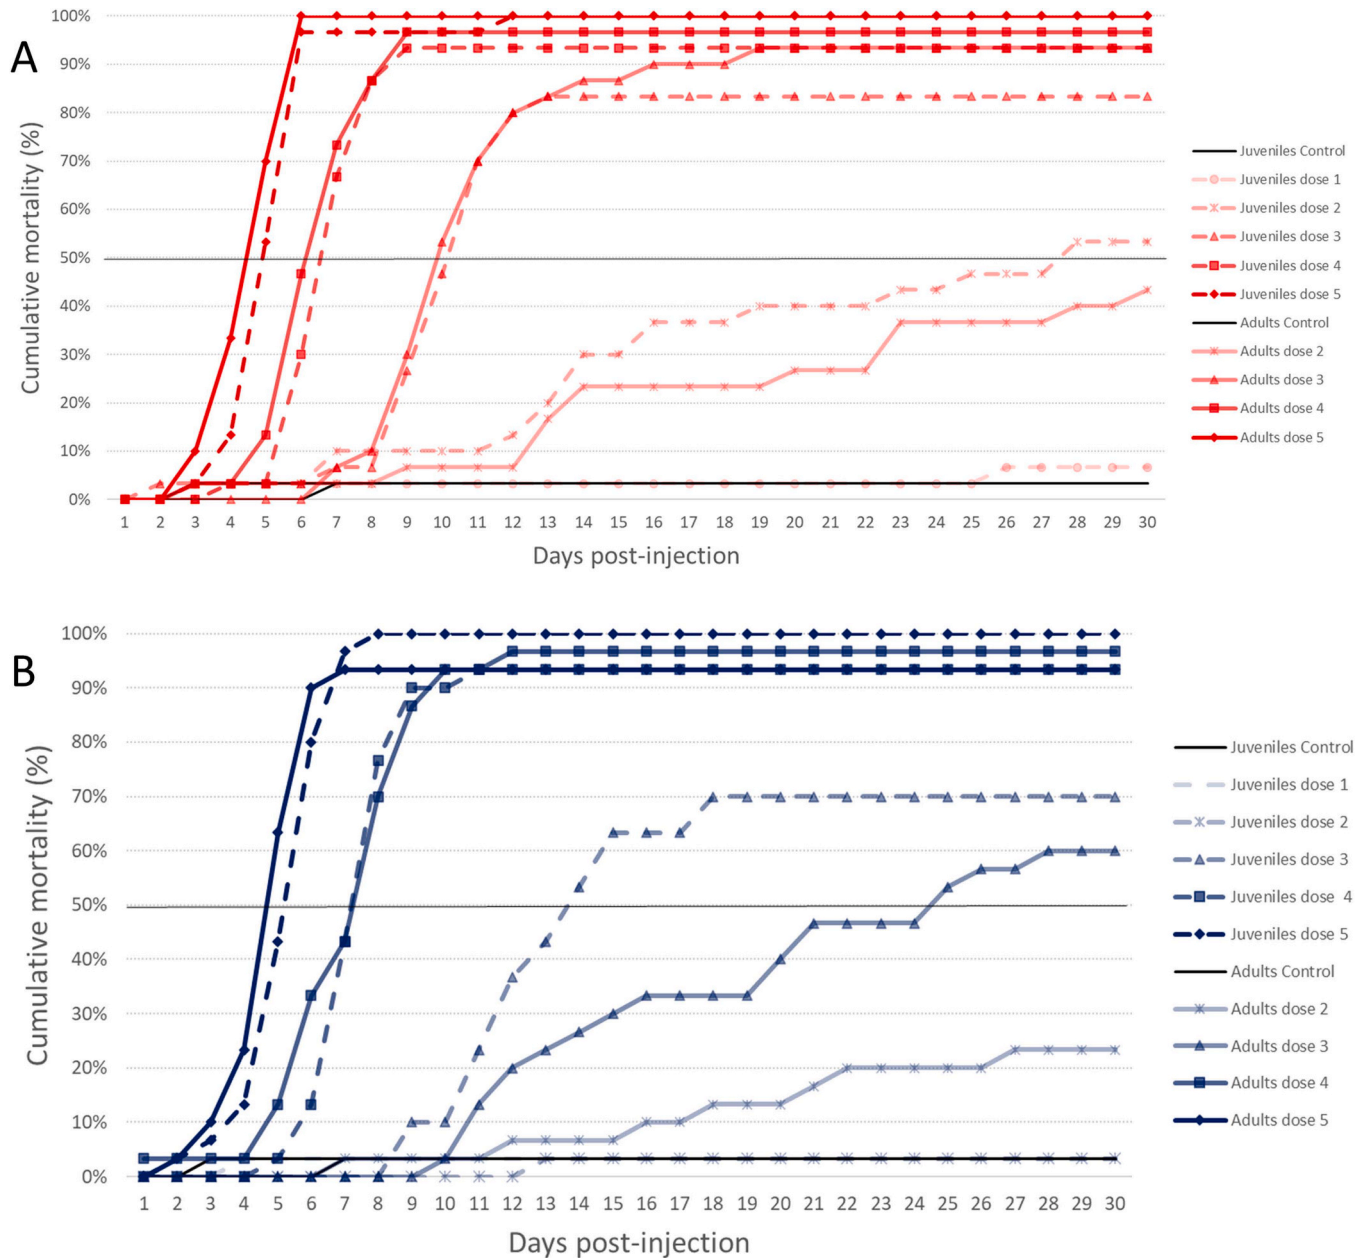 A
Cumulative mortality (%)
100%
90%
80%
70%
60%
50%
40%
30%
20%
10%
0%
1 2 3 4 5 6 7 8 9 10 11 12 13 14 15 16 17 18 19 20 21 22 23 24 25 26 27 28 29 30
Days post-injection
Juveniles Control
Juveniles dose 1
Juveniles dose 2
Juveniles dose 3
Juveniles dose 4
Juveniles dose 5
Adults Control
Adults dose 2
Adults dose 3
Adults dose 4
Adults dose 5
B
Cumulative mortality (%)
100%
90%
80%
70%
60%
50%
40%
30%
20%
10%
0%
1 2 3 4 5 6 7 8 9 10 11 12 13 14 15 16 17 18 19 20 21 22 23 24 25 26 27 28 29 30
Days post-injection
Juveniles Control
Juveniles dose 1
Juveniles dose 2
Juveniles dose 3
Juveniles dose 4
Juveniles dose 5
Adults Control
Adults dose 2
Adults dose 3
Adults dose 4
Adults dose 5